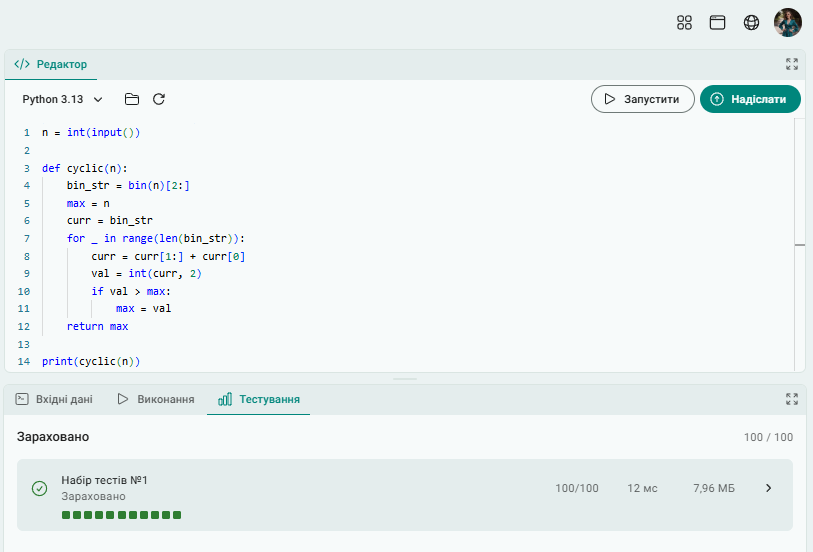 </> Редактор
Python 3.13
Запустити
Надіслати
1 n = int(input())
2
3 def cyclic(n):
4     bin_str = bin(n)[2:]
5     max = n
6     curr = bin_str
7     for _ in range(len(bin_str)):
8         curr = curr[1:] + curr[0]
9         val = int(curr, 2)
10         if val > max:
11             max = val
12     return max
13
14 print(cyclic(n))
Вхідні дані
Виконання
Тестування
Зараховано
100 / 100
Набір тестів №1
100/100
12 мс
7,96 МБ
Зараховано